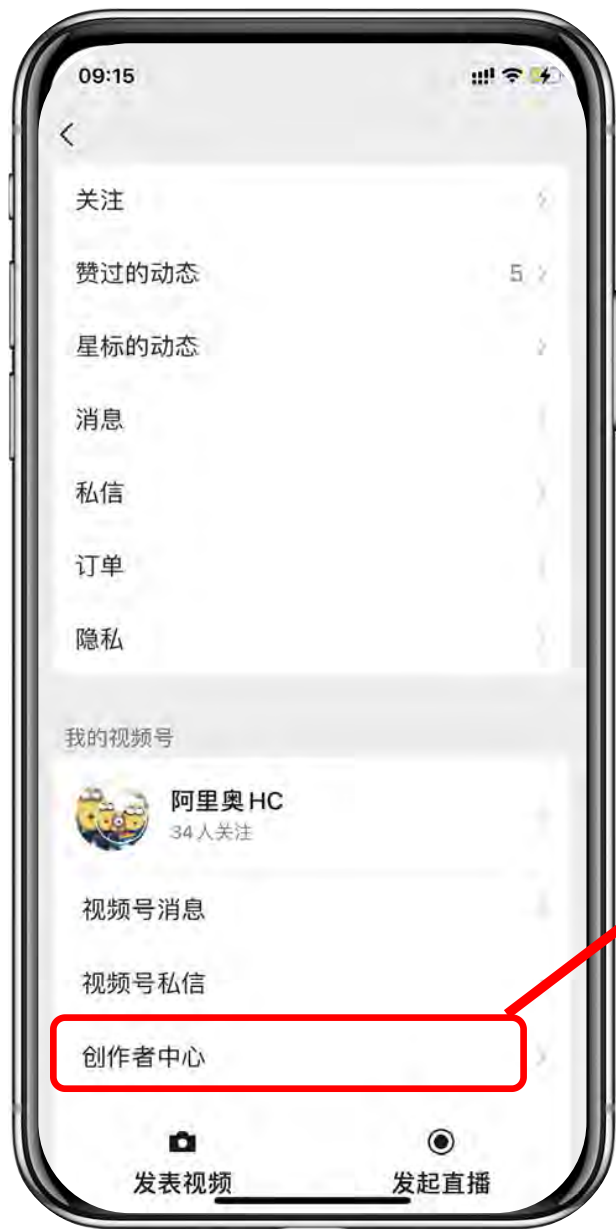 09:15
关注
赞过的动态
5
星标的动态
消息
私信
订单
隐私
我的视频号
阿里奥HC
34人关注
视频号消息
视频号私信
创作者中心
发表视频
发起直播